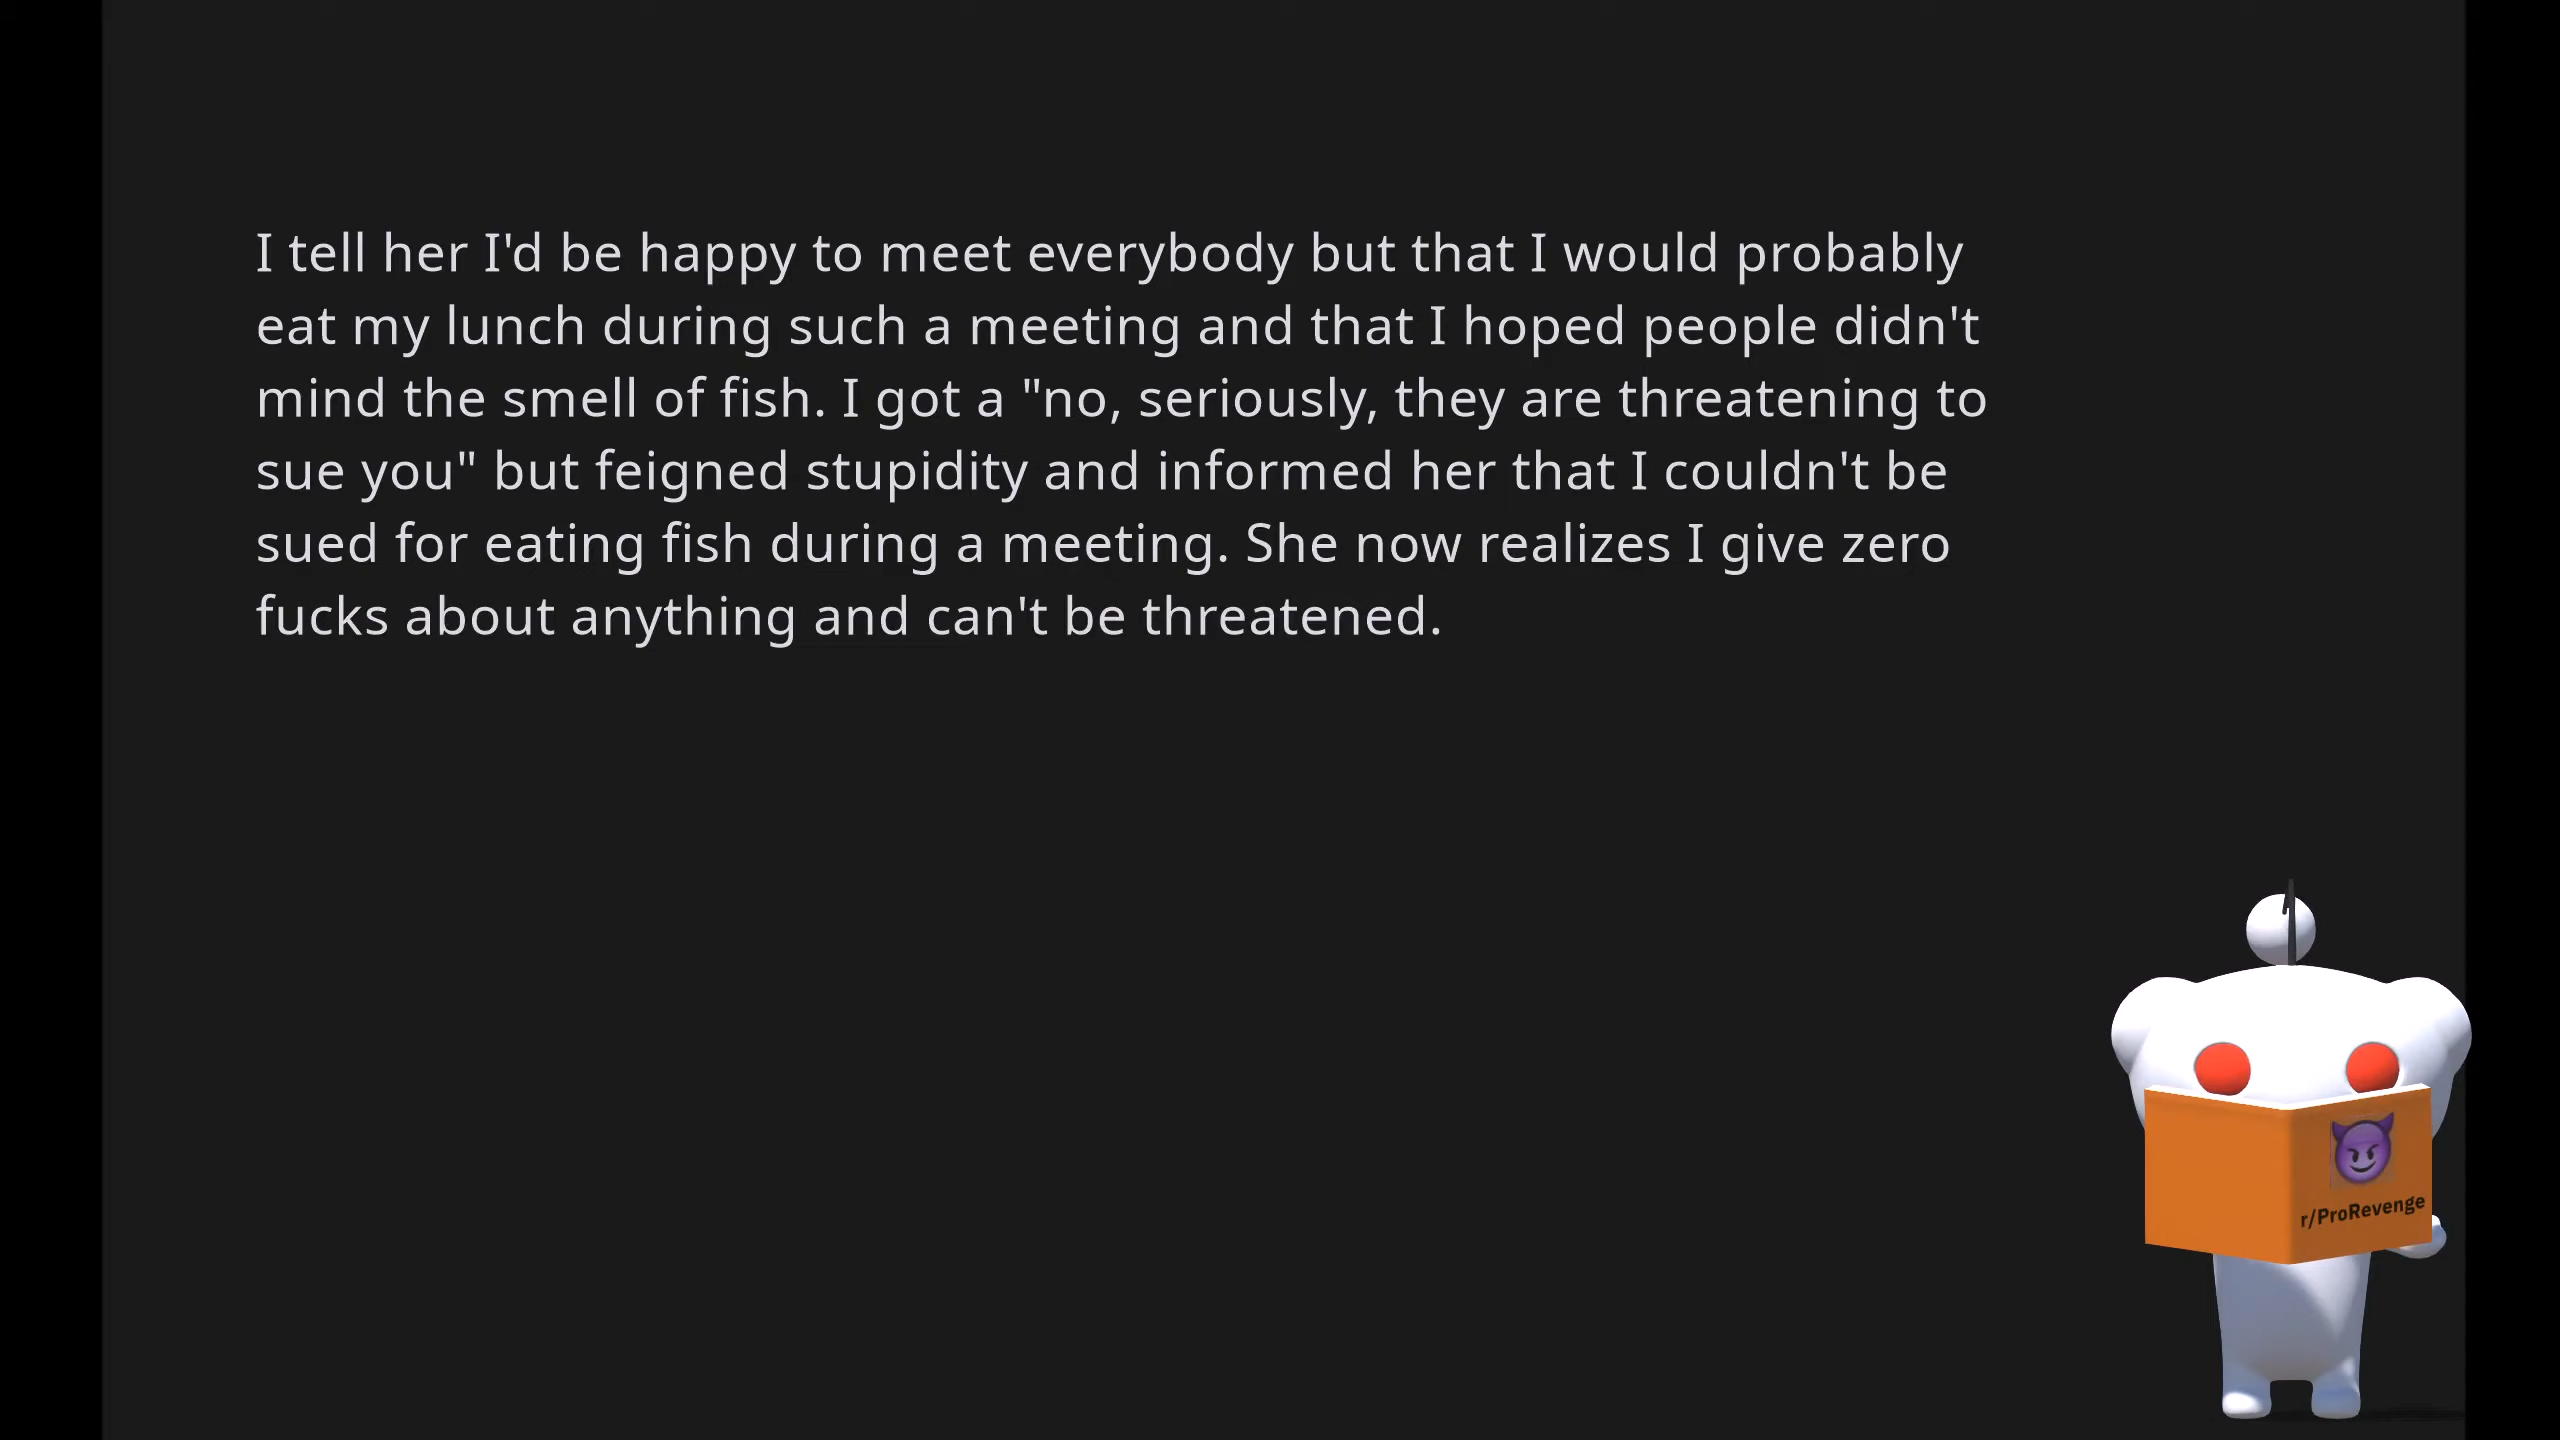 I tell her I'd be happy to meet everybody but that I would probably
eat my lunch during such a meeting and that I hoped people didn't
mind the smell of fish. I got a "no, seriously, they are threatening to
sue you" but feigned stupidity and informed her that I couldn't be
sued for eating fish during a meeting. She now realizes I give zero
fucks about anything and can't be threatened.
r/ProRevenge